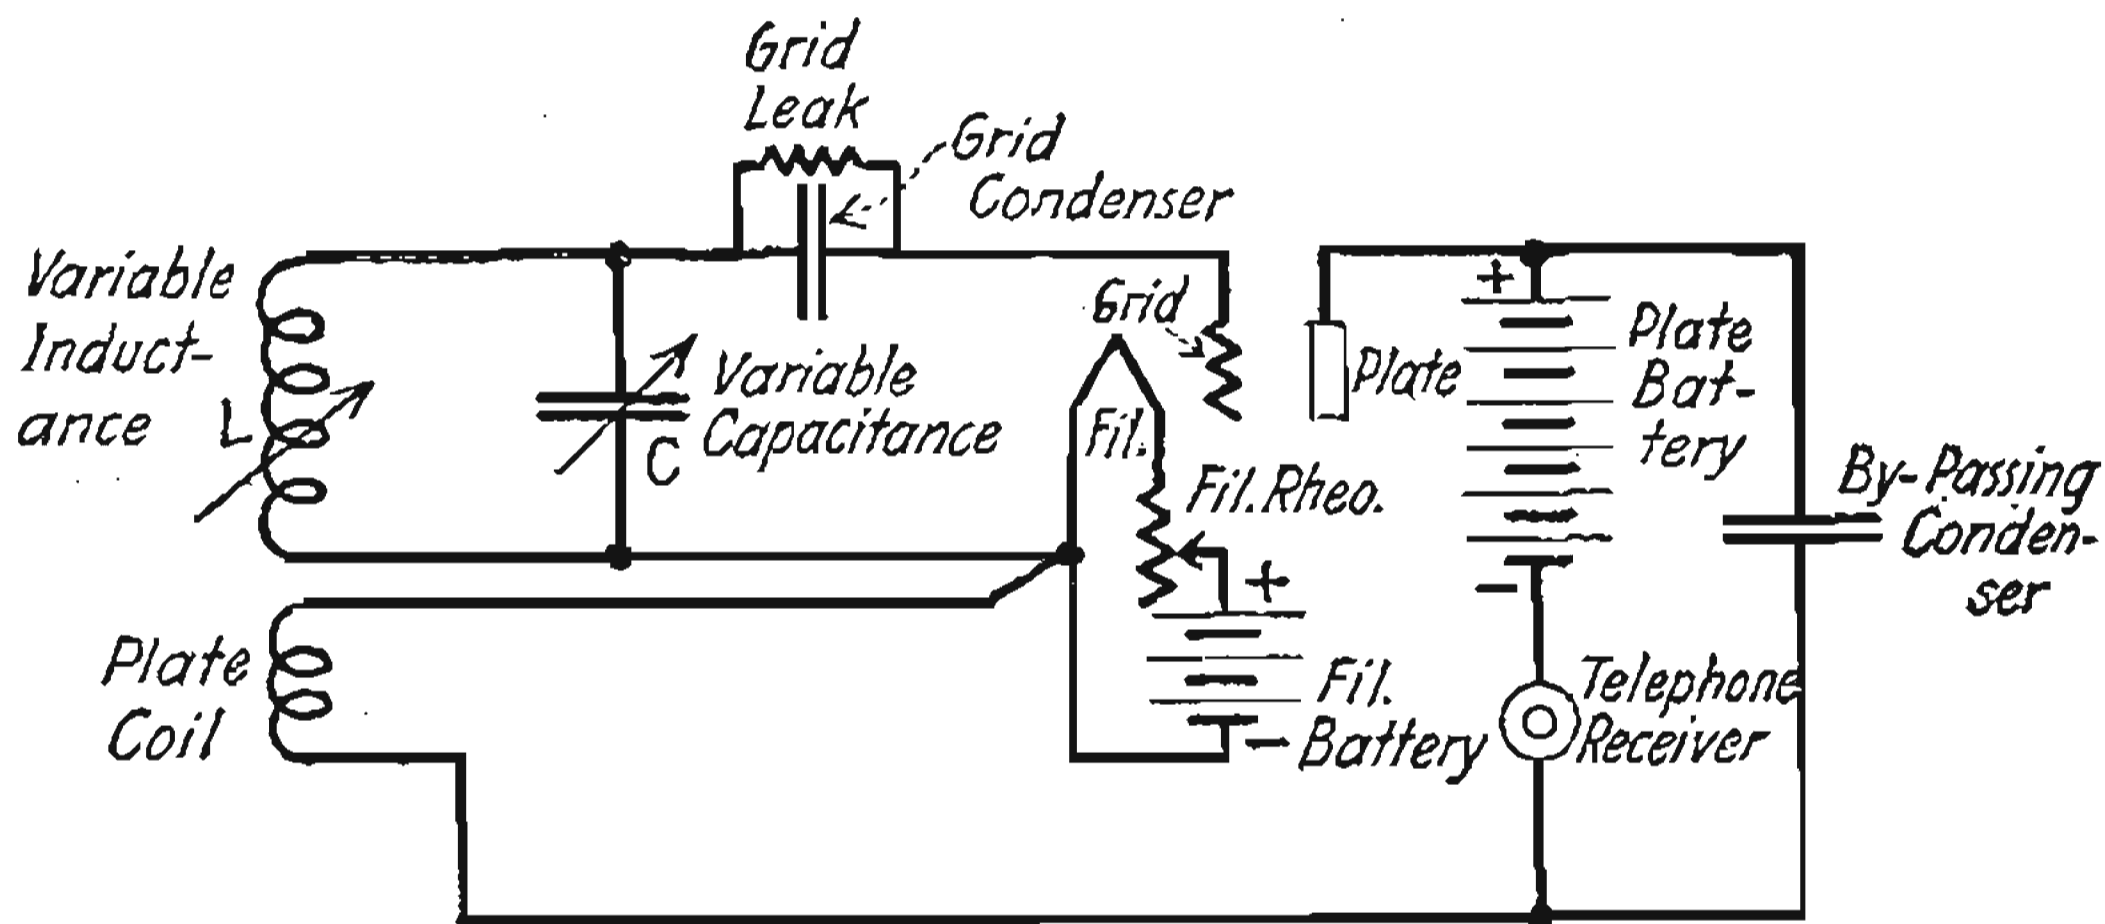 Grid
Leak
Grid
Condenser
Variable
Induct-
ance
L
Variable
Capacitance
C
Grid
Fil.
Plate
+
Plate
Bat-
tery
-
Fil. Rheo.
+
Fil.
Battery
-
By-Passing
Conden-
ser
Telephone
Receiver
Plate
Coil